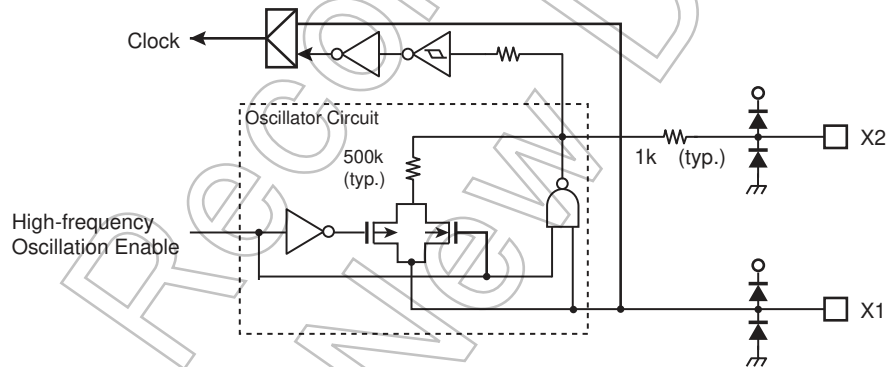 Clock
Oscillator Circuit
500k
(typ.)
1k (typ.)
X2
High-frequency
Oscillation Enable
X1